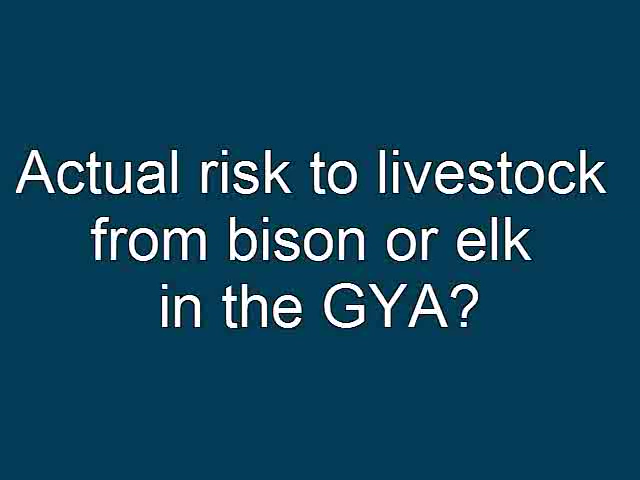 Actual risk to livestock
from bison or elk
in the GYA?